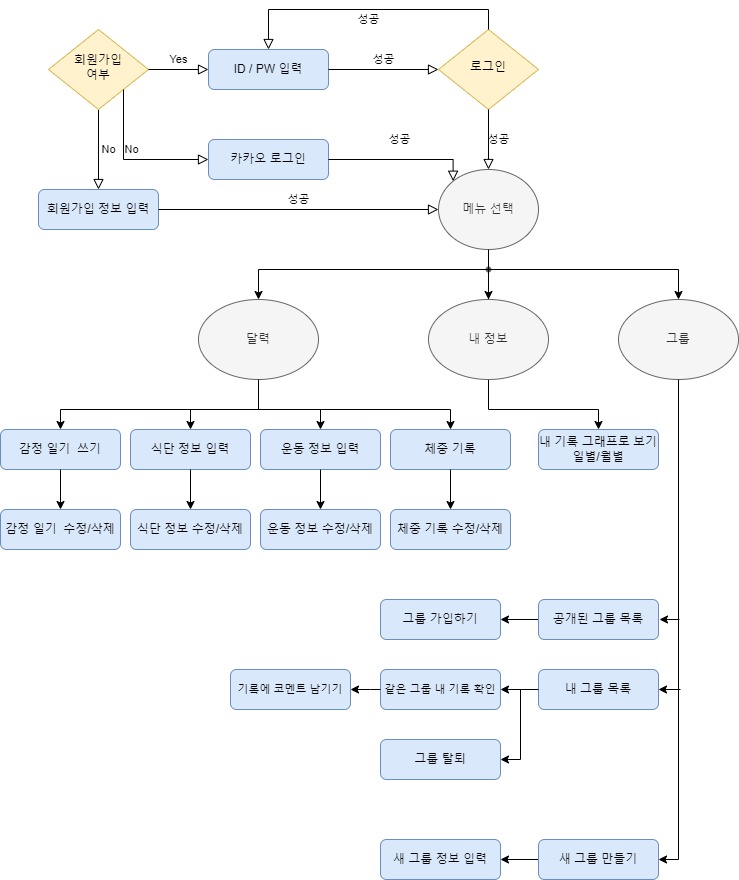 성공
회원가입
여부
Yes
ID / PW 입력
성공
로그인
No
No
카카오 로그인
성공
성공
회원가입 정보 입력
성공
메뉴 선택
달력
내 정보
그룹
감정 일기 쓰기
식단 정보 입력
운동 정보 입력
체중 기록
내 기록 그래프로 보기
일별/월별
감정 일기 수정/삭제
식단 정보 수정/삭제
운동 정보 수정/삭제
체중 기록 수정/삭제
그룹 가입하기
공개된 그룹 목록
기록에 코멘트 남기기
같은 그룹 내 기록 확인
내 그룹 목록
그룹 탈퇴
새 그룹 정보 입력
새 그룹 만들기